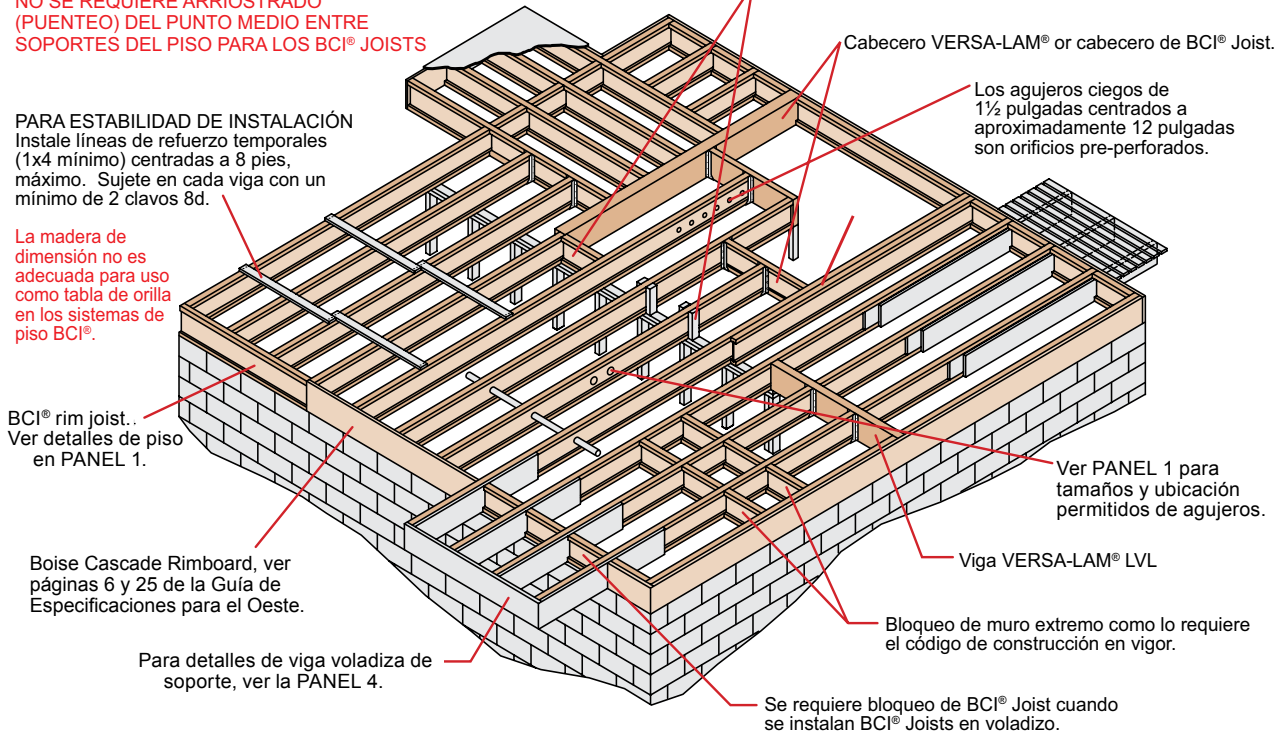 NO SE REQUIERE ARRIOSTRADO
(PUENTEO) DEL PUNTO MEDIO ENTRE
SOPORTES DEL PISO PARA LOS BCI® JOISTS
Cabecero VERSA-LAM® or cabecero de BCI® Joist.
Los agujeros ciegos de
1½ pulgadas centrados a
aproximadamente 12 pulgadas
son orificios pre-perforados.
PARA ESTABILIDAD DE INSTALACIÓN
Instale líneas de refuerzo temporales
(1x4 mínimo) centradas a 8 pies,
máximo. Sujete en cada viga con un
mínimo de 2 clavos 8d.
La madera de
dimensión no es
adecuada para uso
como tabla de orilla
en los sistemas de
piso BCI®.
BCI® rim joist..
Ver detalles de piso
en PANEL 1.
Boise Cascade Rimboard, ver
páginas 6 y 25 de la Guía de
Especificaciones para el Oeste.
Para detalles de viga voladiza de
soporte, ver la PANEL 4.
Ver PANEL 1 para
tamaños y ubicación
permitidos de agujeros.
Viga VERSA-LAM® LVL
Bloqueo de muro extremo como lo requiere
el código de construcción en vigor.
Se requiere bloqueo de BCI® Joist cuando
se instalan BCI® Joists en voladizo.